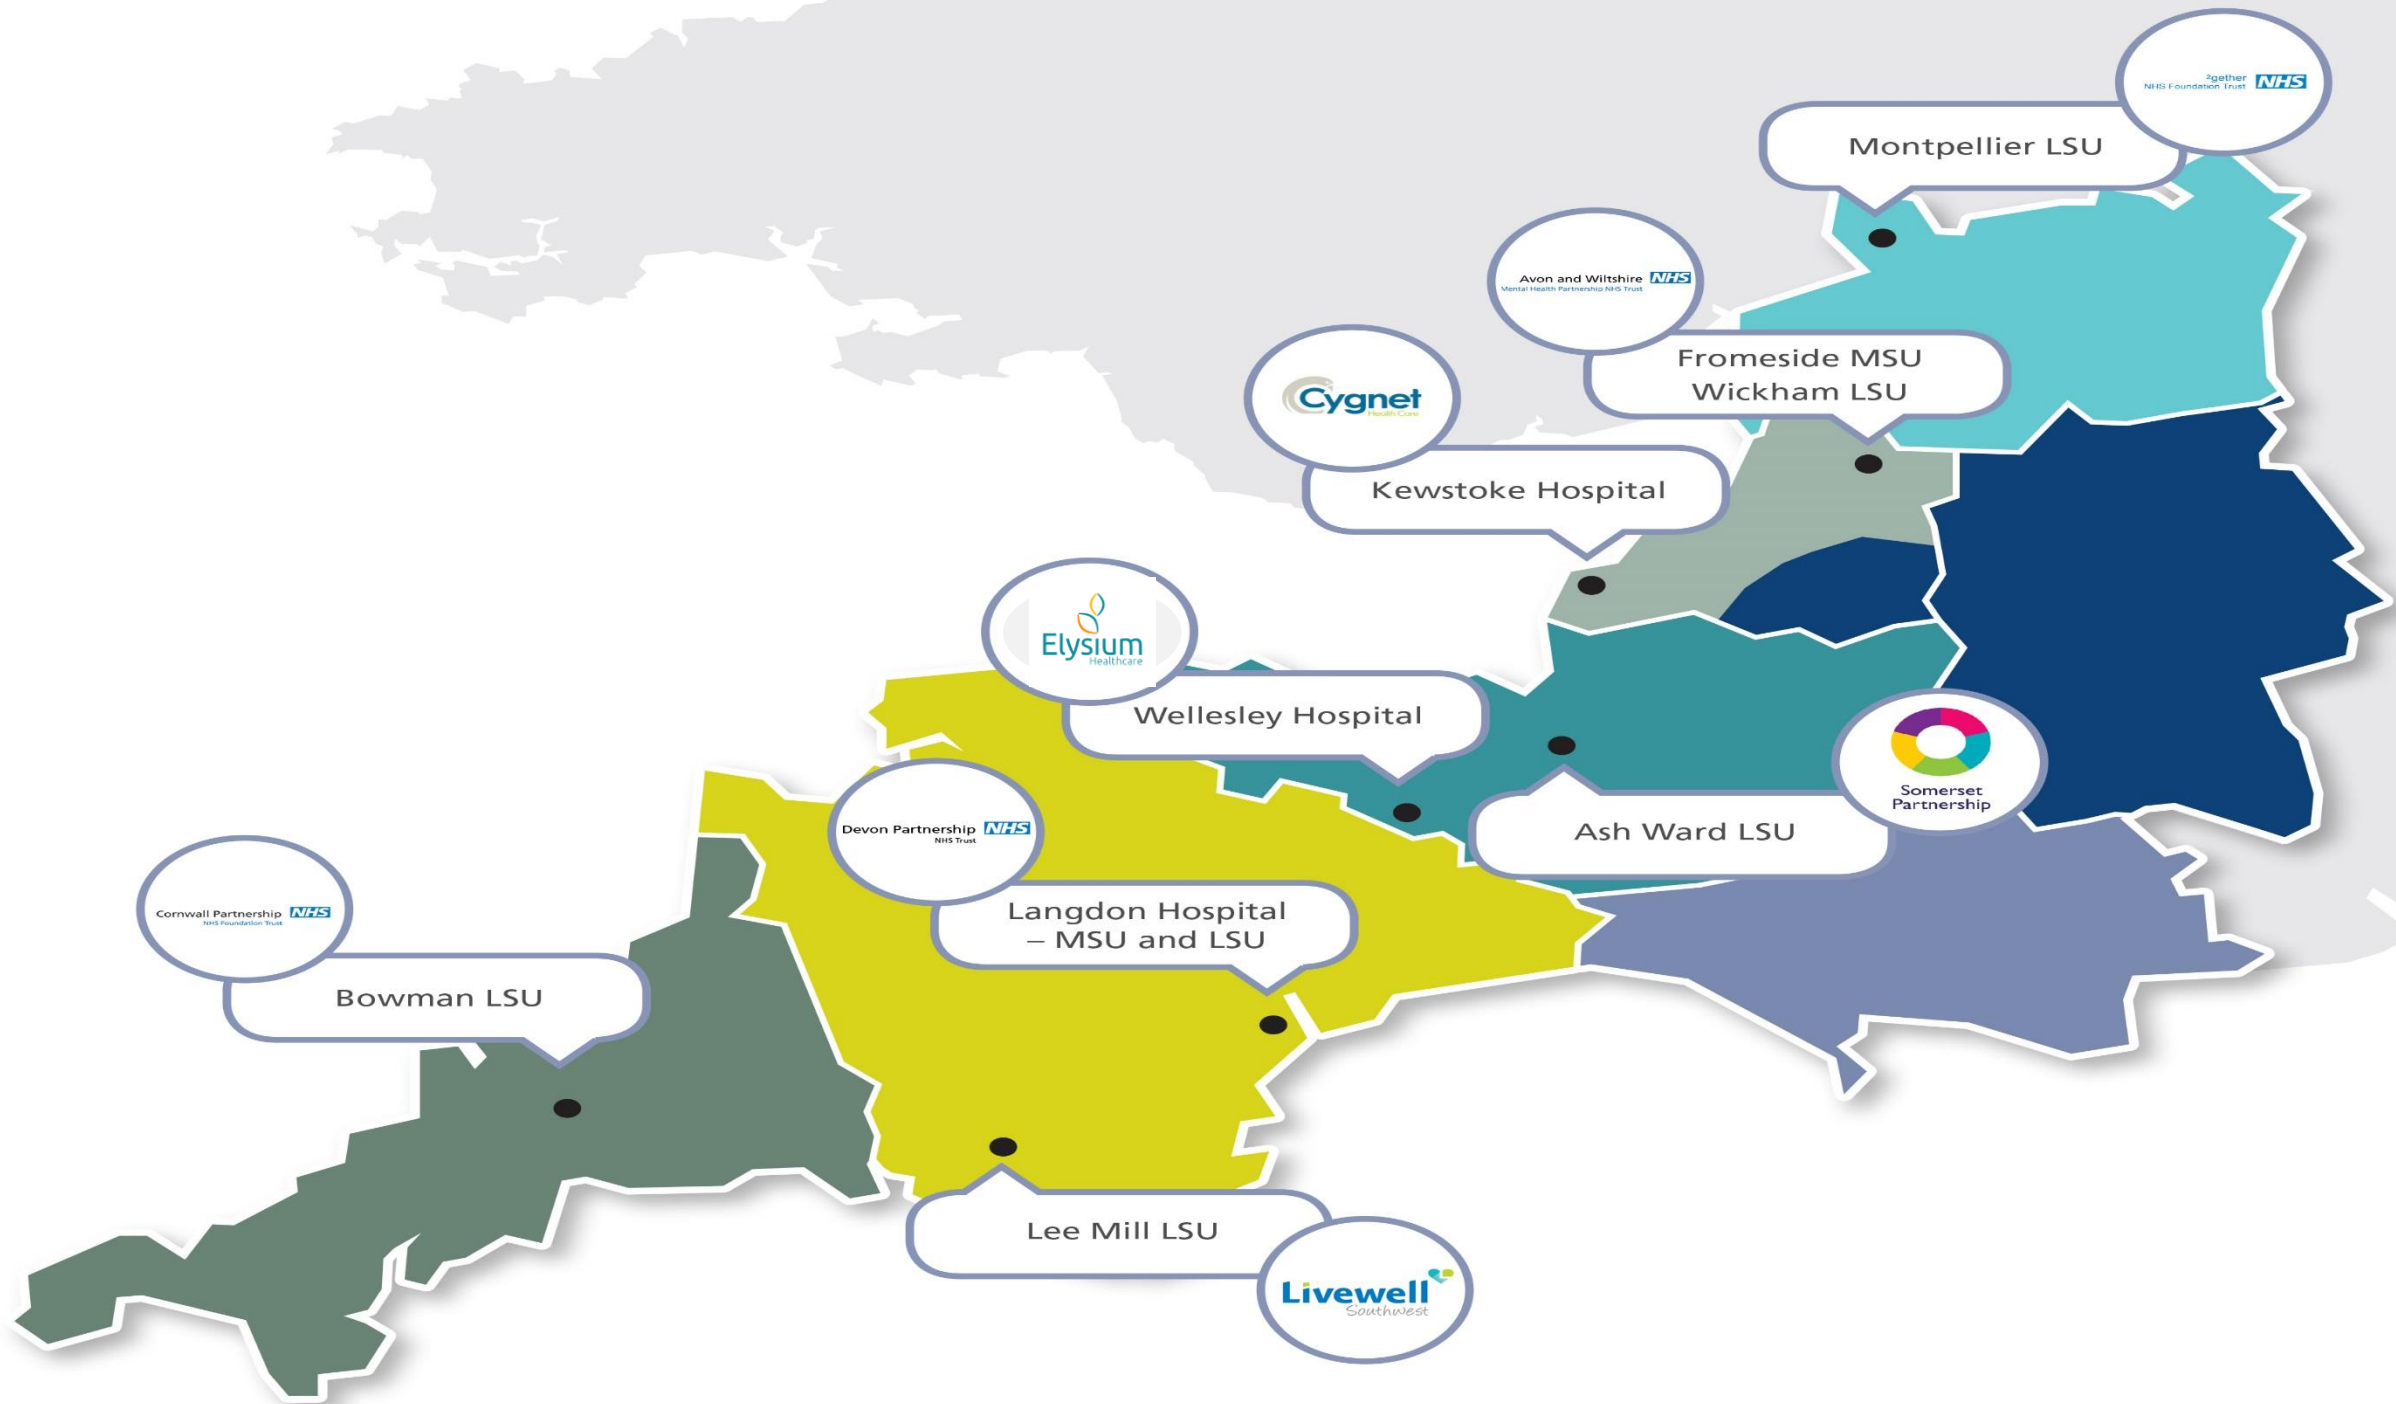 ²gether NHS
NHS Foundation Trust
Montpellier LSU
Avon and Wiltshire NHS
Mental Health Partnership NHS Trust
Fromeside MSU
Wickham LSU
Cygnet
Health Care
Kewstoke Hospital
Elysium
Healthcare
Wellesley Hospital
Somerset
Partnership
Ash Ward LSU
Devon Partnership NHS
NHS Trust
Langdon Hospital
– MSU and LSU
Cornwall Partnership NHS
NHS Foundation Trust
Bowman LSU
Lee Mill LSU
Livewell
Southwest